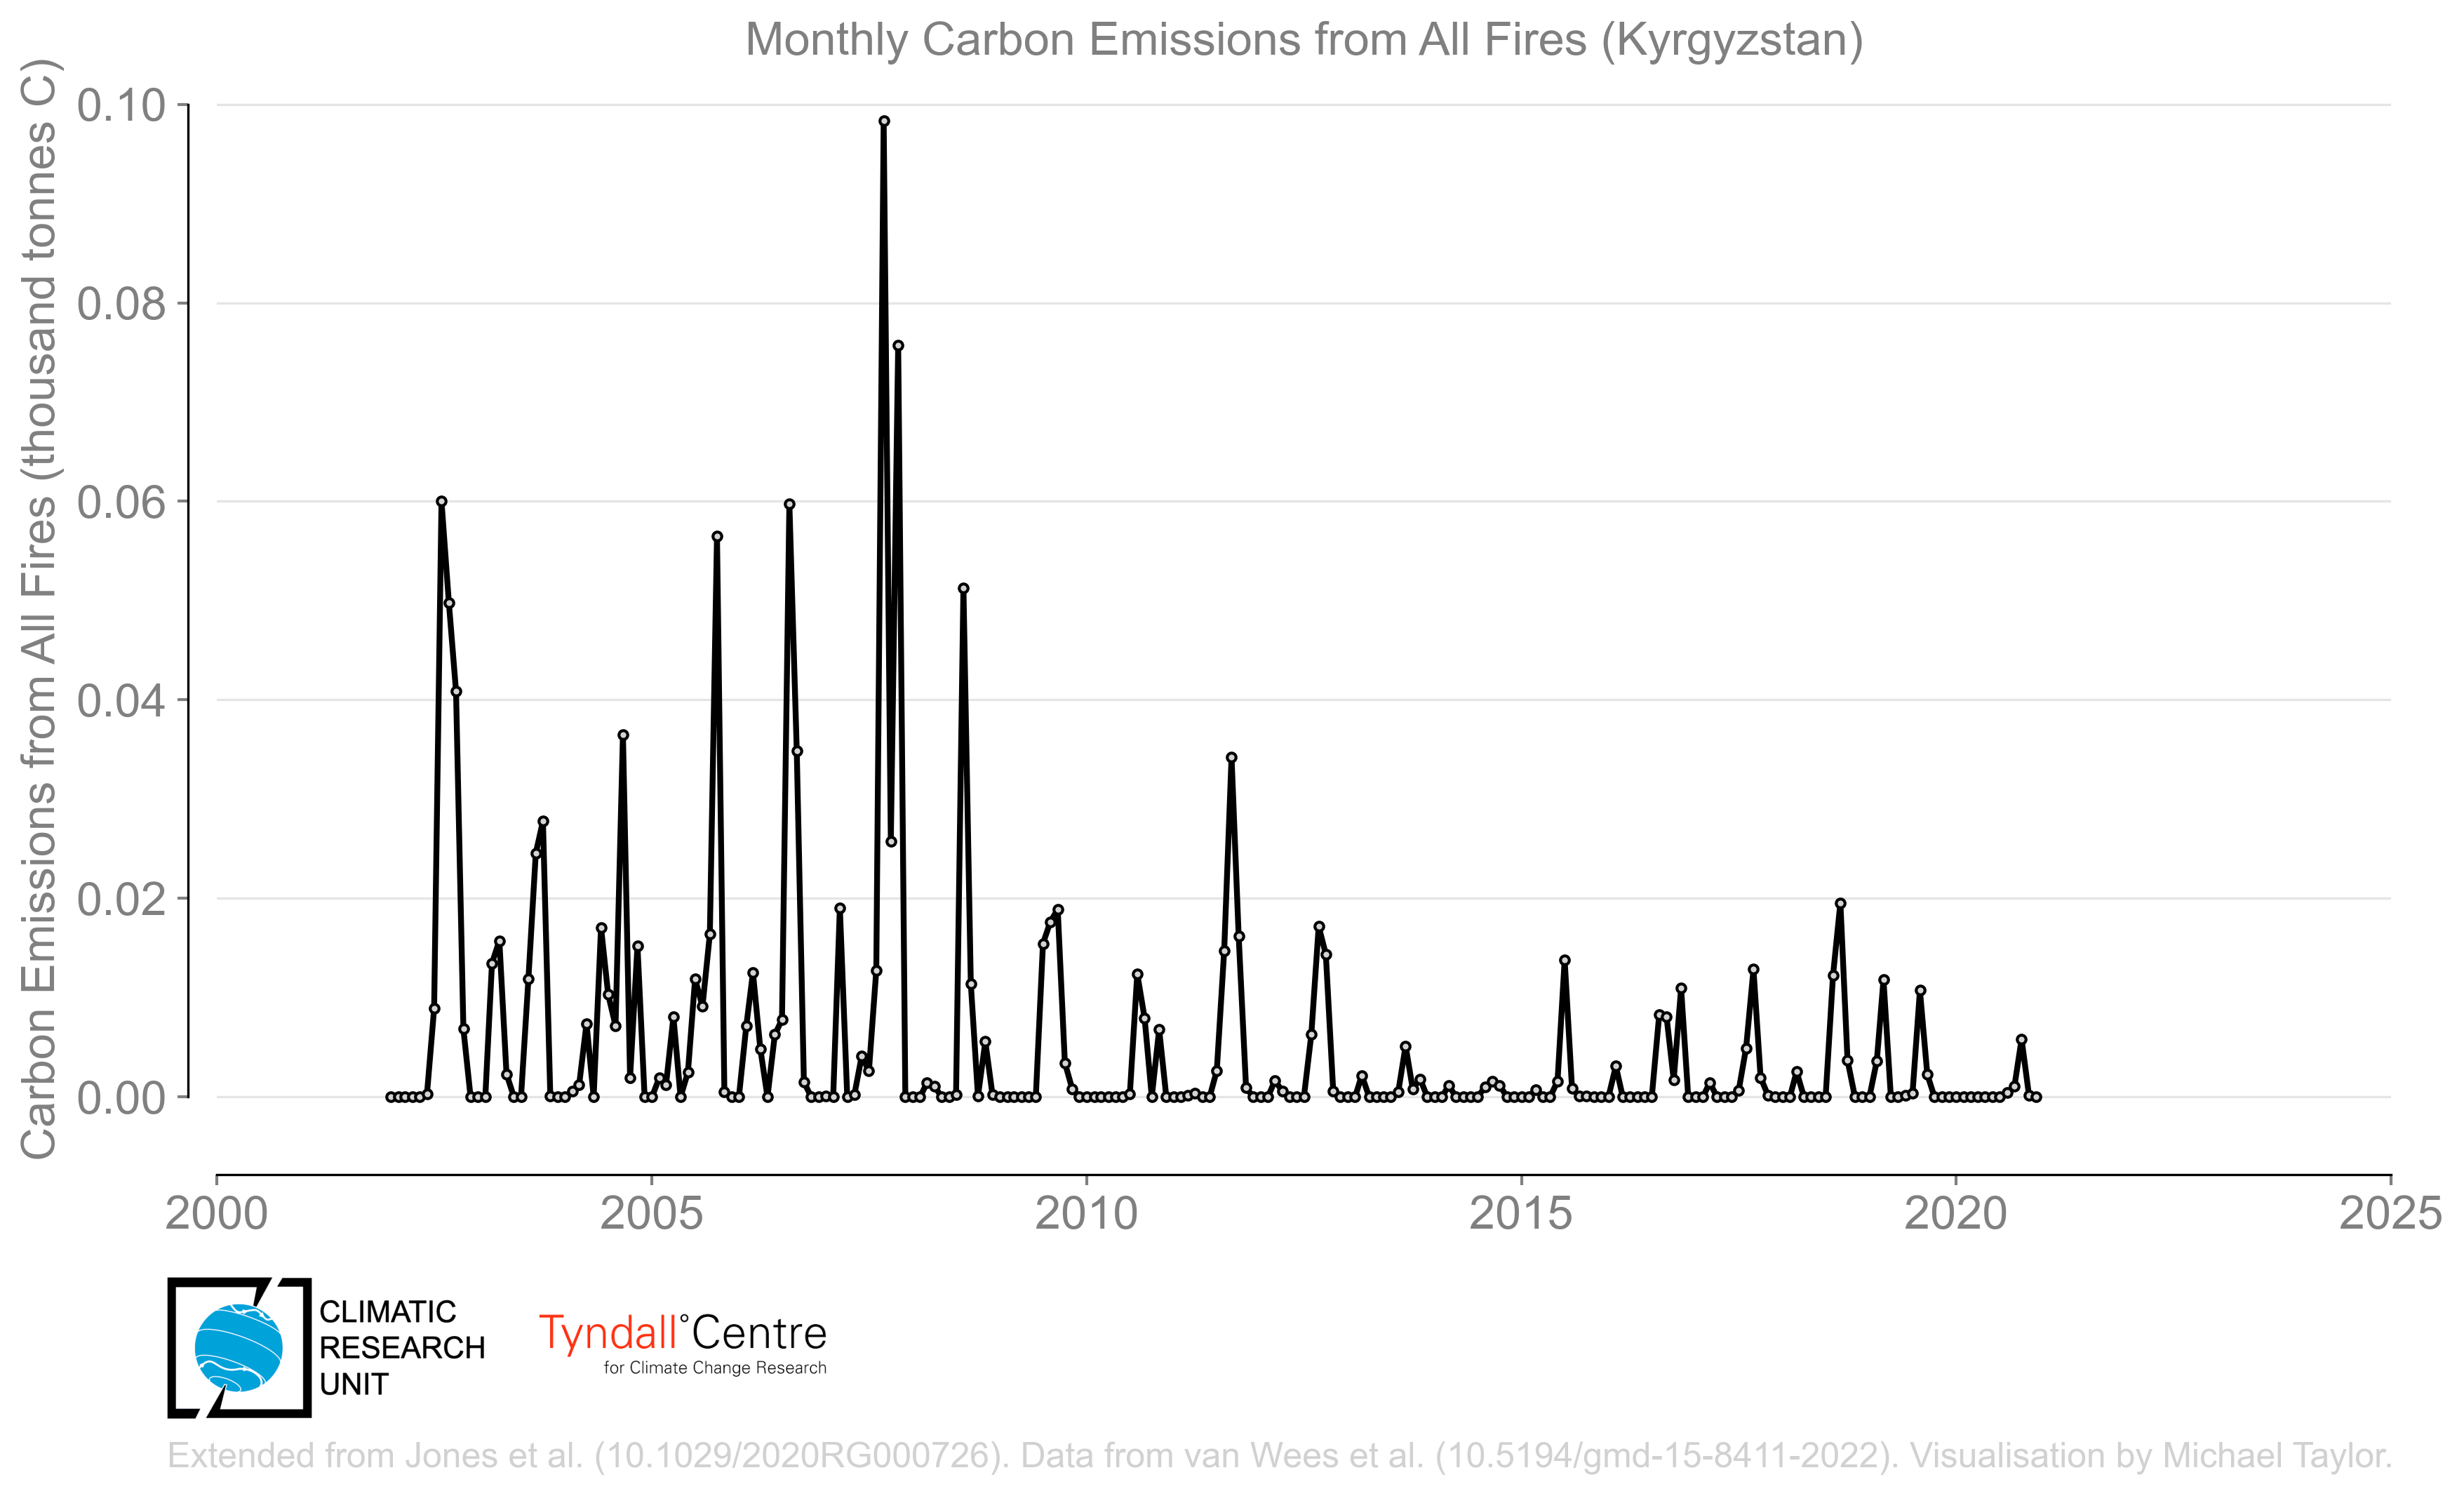 Monthly Carbon Emissions from All Fires (Kyrgyzstan)
Carbon Emissions from All Fires (thousand tonnes C)
0.10
0.08
0.06
0.04
0.02
0.00
2000 2005 2010 2015 2020 2025
CLIMATIC
RESEARCH
UNIT
Tyndall°Centre
for Climate Change Research
Extended from Jones et al. (10.1029/2020RG000726). Data from van Wees et al. (10.5194/gmd-15-8411-2022). Visualisation by Michael Taylor.